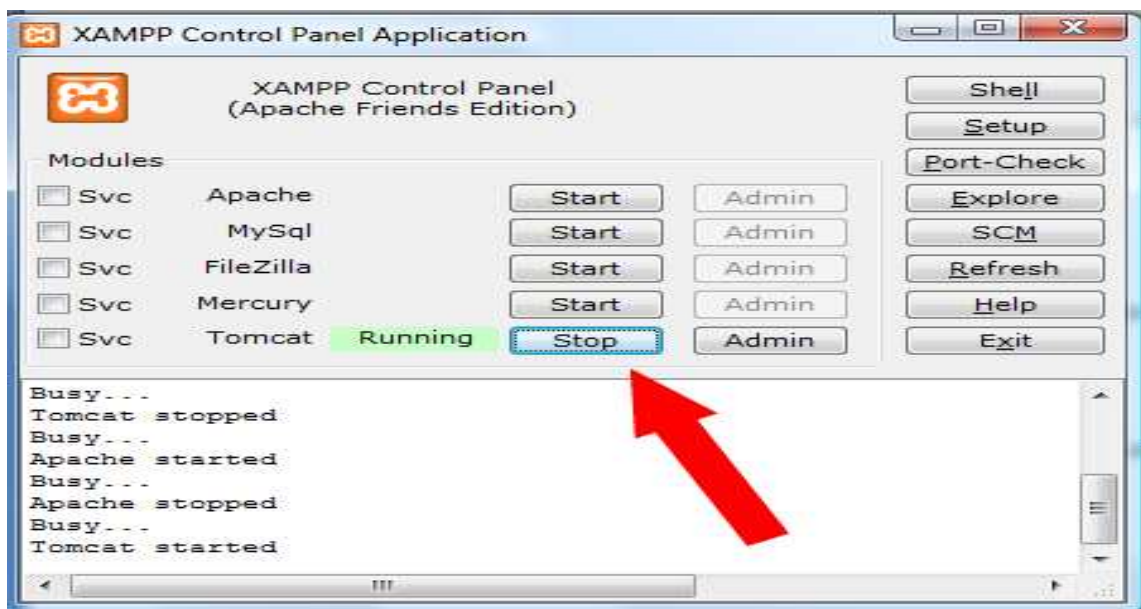 XAMPP Control Panel Application
XAMPP Control Panel
(Apache Friends Edition)
Shell
Setup
Modules
Port-Check
Svc Apache Start Admin Explore
Svc MySql Start Admin SCM
Svc FileZilla Start Admin Refresh
Svc Mercury Start Admin Help
Svc Tomcat Running Stop Admin Exit
Busy...
Tomcat stopped
Busy...
Apache started
Busy...
Apache stopped
Busy...
Tomcat started